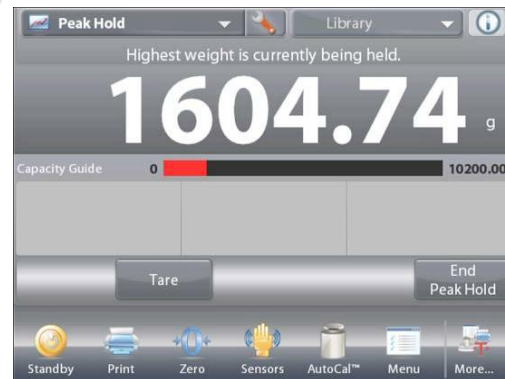 Peak Hold
Library
Highest weight is currently being held.
1604.74 g
Capacity Guide 0 10200.00
Tare
End
Peak Hold
Standby Print Zero Sensors AutoCal™ Menu More...